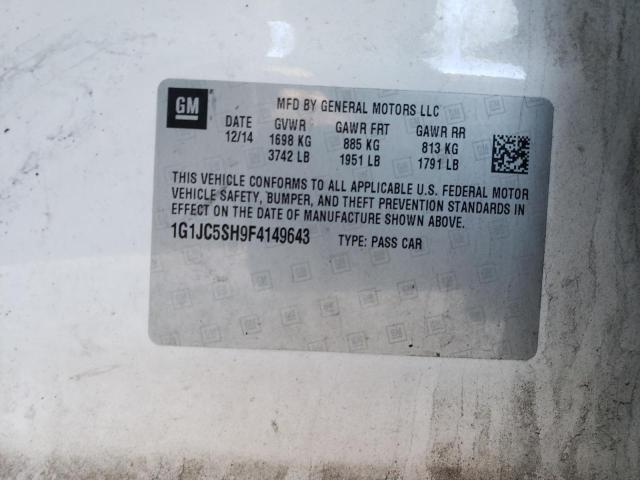 GM
MFD BY GENERAL MOTORS LLC
DATE GVWR GAWR FRT GAWR RR
12/14 1698 KG 885 KG 813 KG
3742 LB 1951 LB 1791 LB
THIS VEHICLE CONFORMS TO ALL APPLICABLE U.S. FEDERAL MOTOR
VEHICLE SAFETY, BUMPER, AND THEFT PREVENTION STANDARDS IN
EFFECT ON THE DATE OF MANUFACTURE SHOWN ABOVE.
1G1JC5SH9F4149643 TYPE: PASS CAR